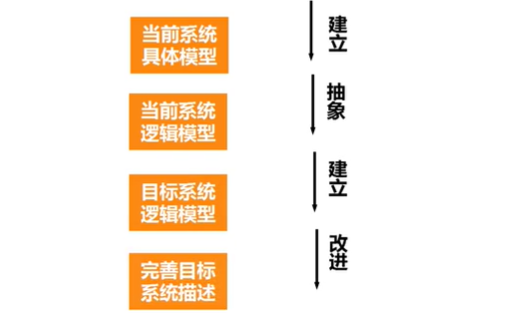 当前系统
具体模型
建立
当前系统
逻辑模型
抽象
目标系统
逻辑模型
建立
完善目标
系统描述
改进